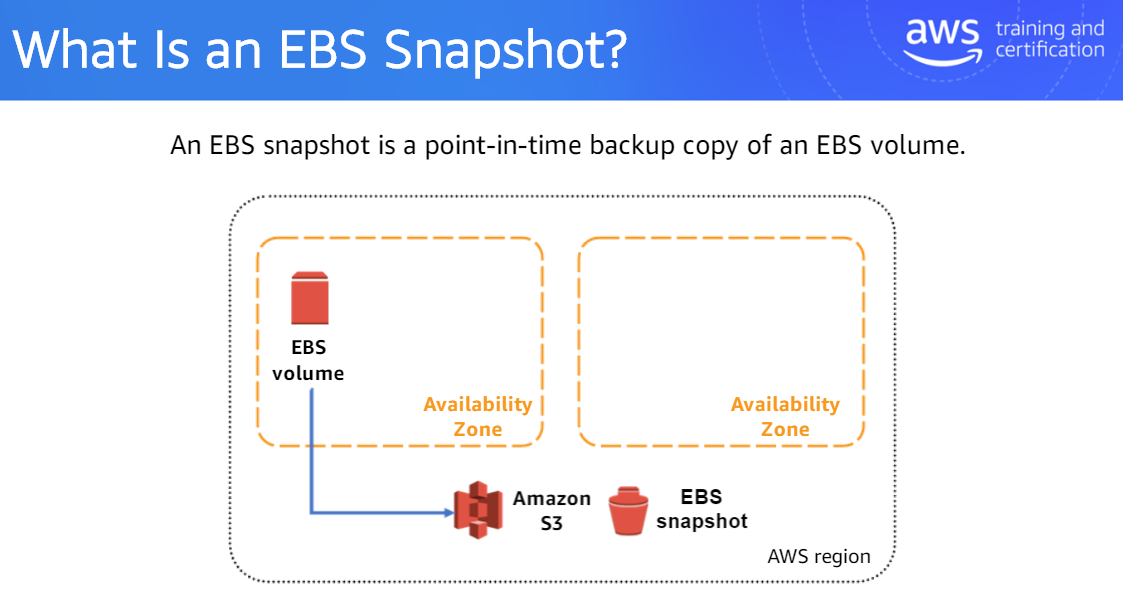 What Is an EBS Snapshot?
aws training and
certification
An EBS snapshot is a point-in-time backup copy of an EBS volume.
EBS
volume
Availability
Zone
Availability
Zone
Amazon
S3
EBS
snapshot
AWS region